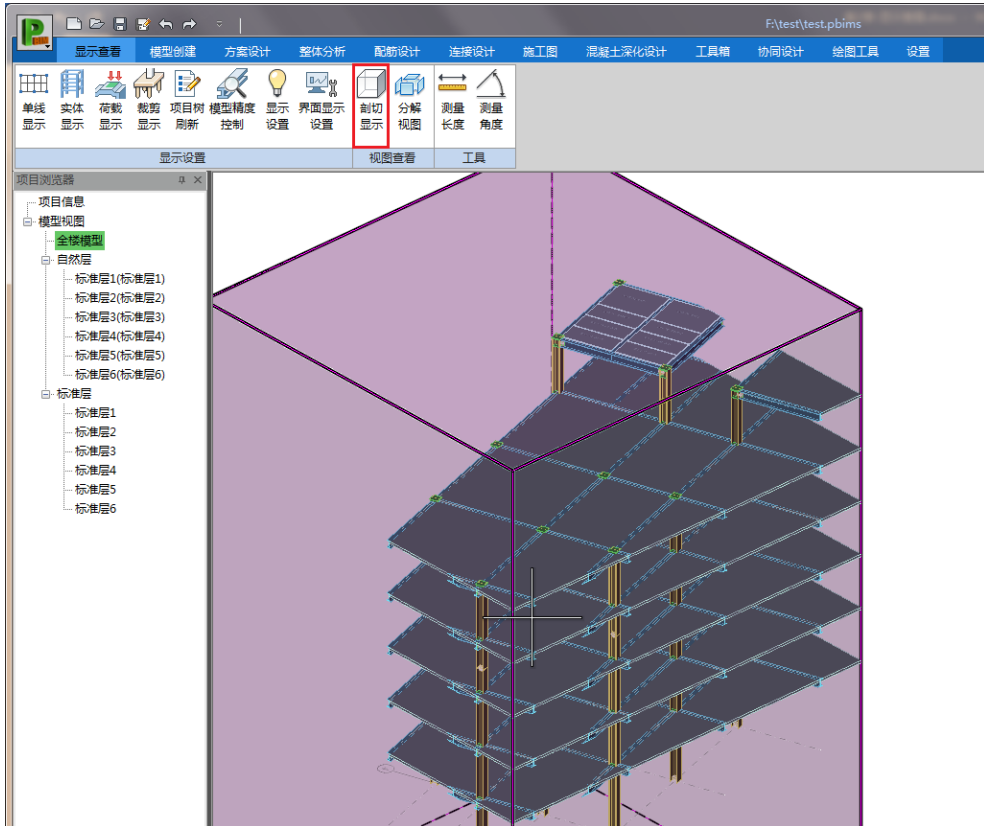 F:\test\test.pbims
显示查看 模型创建 方案设计 整体分析 配筋设计 连接设计 施工图 混凝土深化设计 工具箱 协同设计 绘图工具 设置
单线 实体 荷载 裁剪 项目树 模型精度 显示 界面显示 剖切 分解 测量 测量
显示 显示 显示 显示 刷新 控制 设置 设置 显示 视图 长度 角度
显示设置 视图查看 工具
项目浏览器
项目信息
模型视图
全楼模型
自然层
标准层1(标准层1)
标准层2(标准层2)
标准层3(标准层3)
标准层4(标准层4)
标准层5(标准层5)
标准层6(标准层6)
标准层
标准层1
标准层2
标准层3
标准层4
标准层5
标准层6